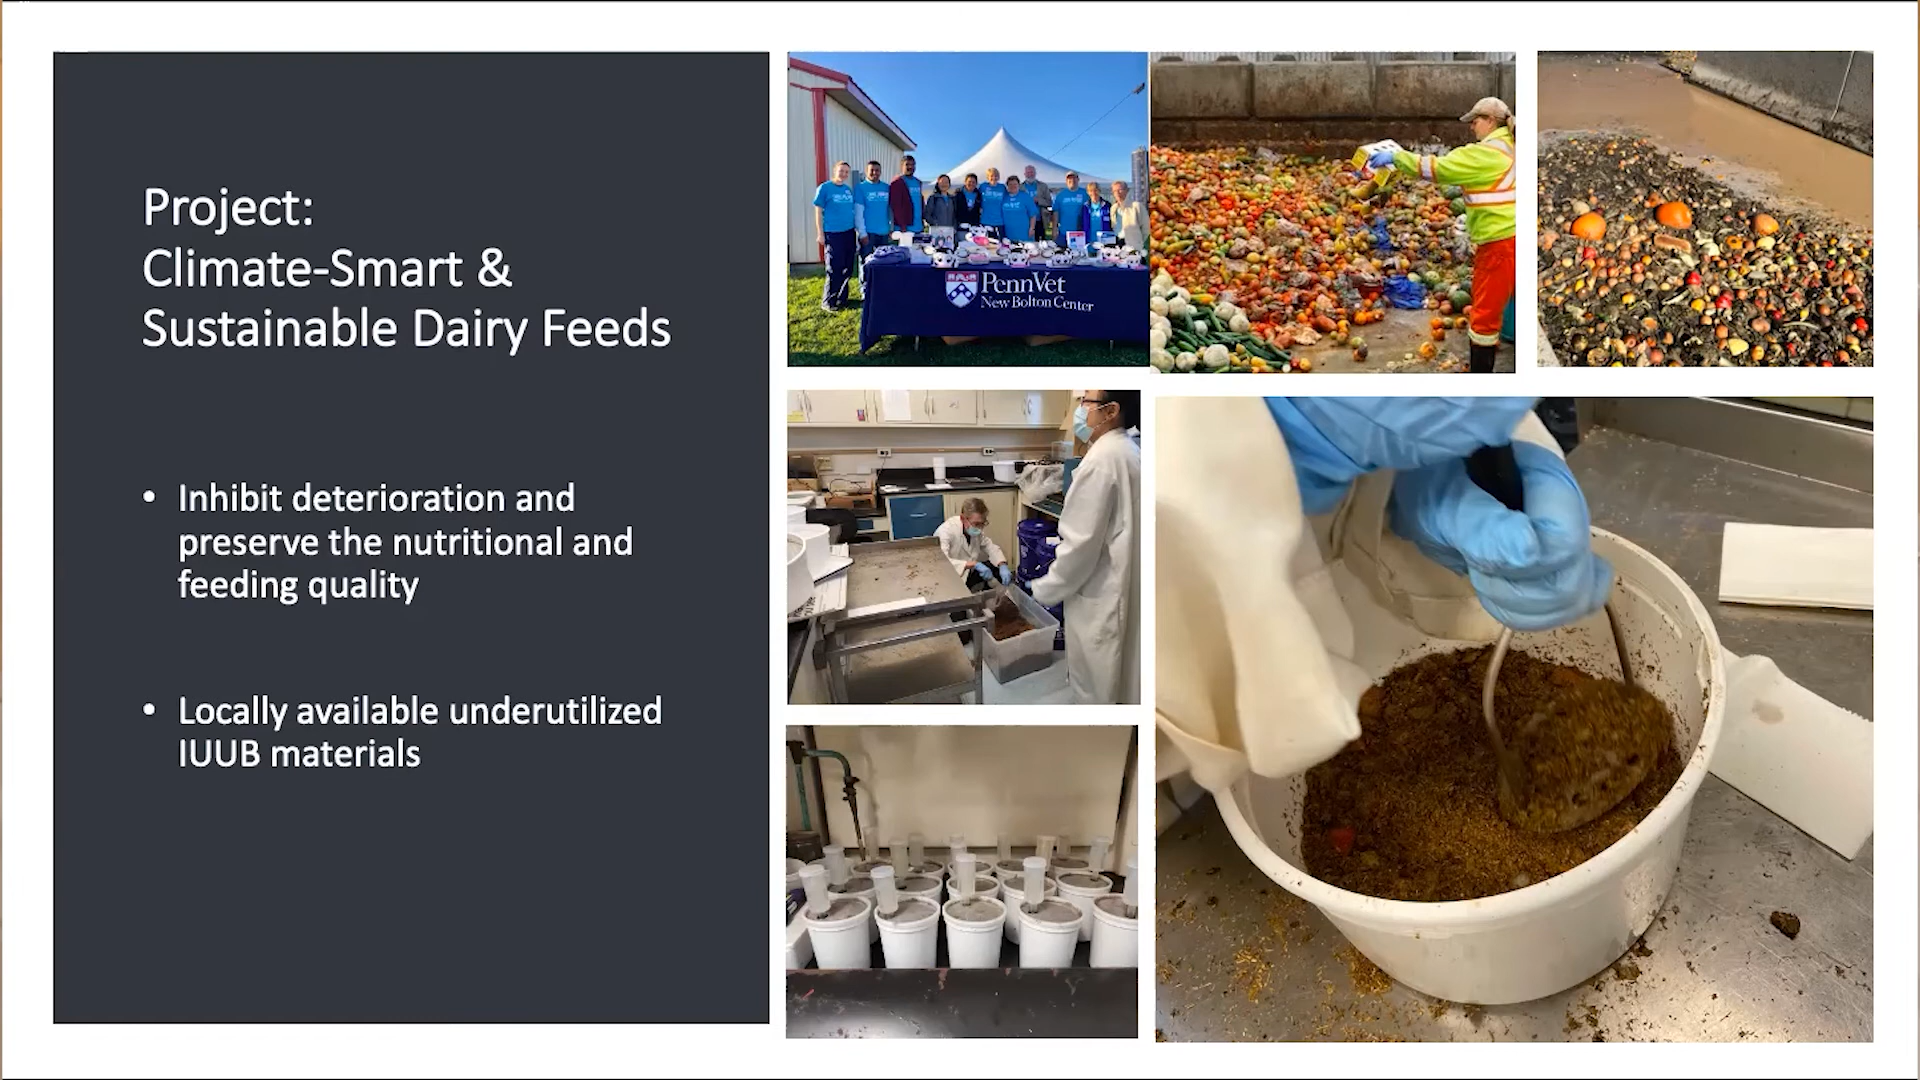 Project:
Climate-Smart &
Sustainable Dairy Feeds
• Inhibit deterioration and
preserve the nutritional and
feeding quality
• Locally available underutilized
IUUB materials
PennVet
New Bolton Center